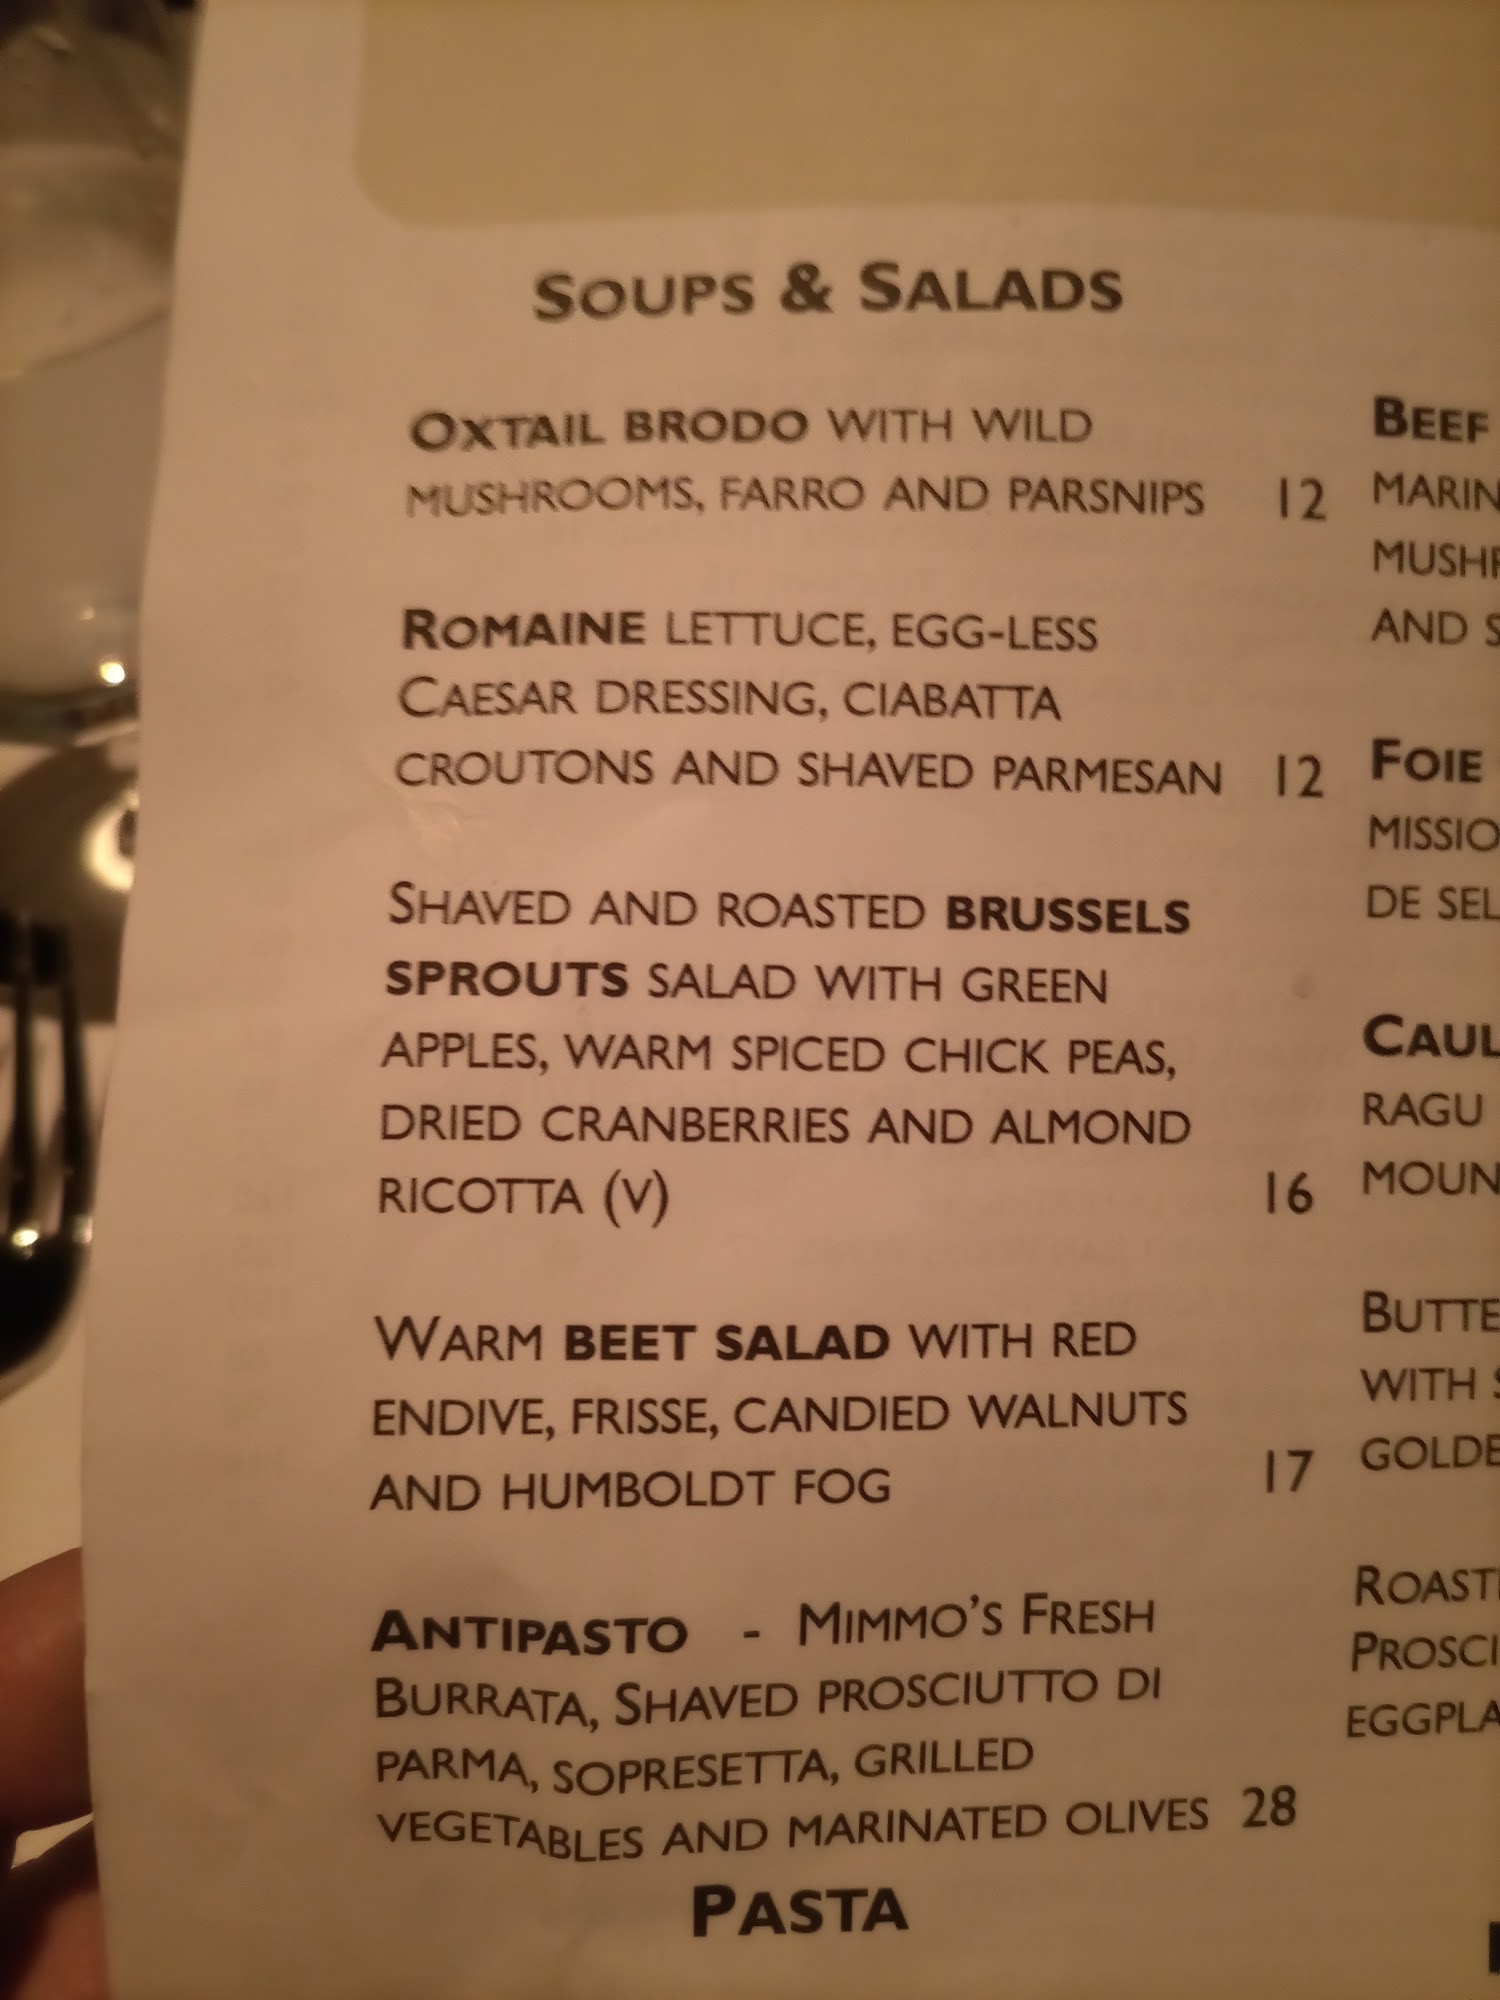 SOUPS & SALADS
OXTAIL BRODO WITH WILD
MUSHROOMS, FARRO AND PARSNIPS 12
ROMAINE LETTUCE, EGG-LESS
CAESAR DRESSING, CIABATTA
CROUTONS AND SHAVED PARMESAN 12
SHAVED AND ROASTED BRUSSELS
SPROUTS SALAD WITH GREEN
APPLES, WARM SPICED CHICK PEAS,
DRIED CRANBERRIES AND ALMOND
RICOTTA (V) 16
WARM BEET SALAD WITH RED
ENDIVE, FRISSE, CANDIED WALNUTS
AND HUMBOLDT FOG 17
ANTIPASTO - MIMMO'S FRESH
BURRATA, SHAVED PROSCIUTTO DI
PARMA, SOPRESETTA, GRILLED
VEGETABLES AND MARINATED OLIVES 28
PASTA
BEEF
AND
FOIE
DE
RAGU
WITH